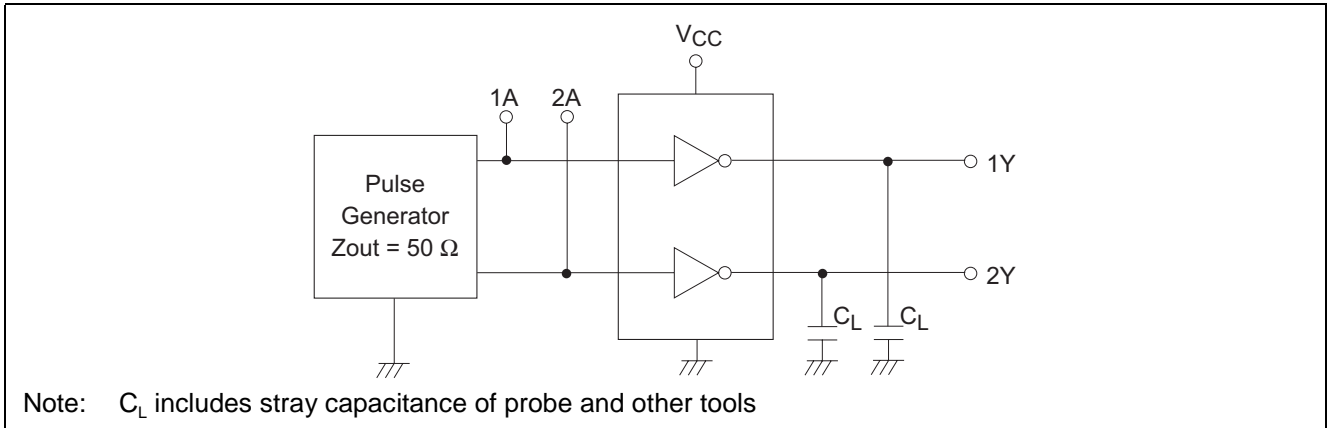 VCC
1A 2A
Pulse
Generator
Zout = 50 Ω
1Y
2Y
CL CL
Note: CL includes stray capacitance of probe and other tools